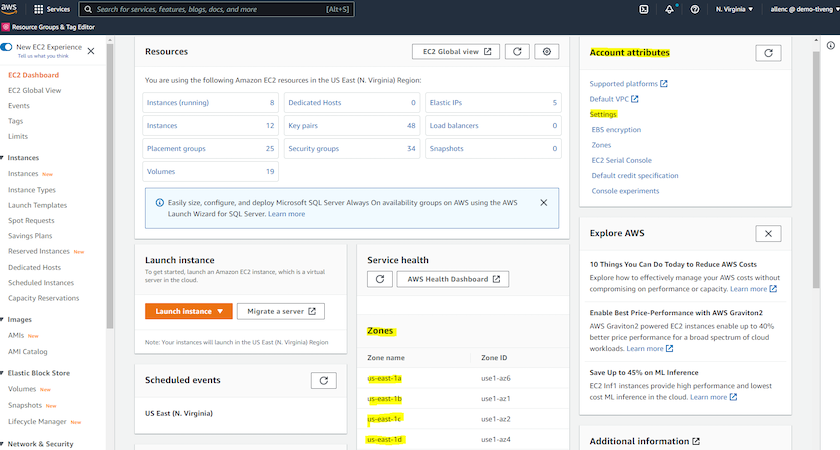 aws
Services
Search for services, features, blogs, docs, and more
[Alt+S]
N. Virginia
allenc @ demo-tiveng
Resource Groups & Tag Editor
New EC2 Experience
Tell us what you think
EC2 Dashboard
EC2 Global View
Events
Tags
Limits
Instances
Instances New
Instance Types
Launch Templates
Spot Requests
Savings Plans
Reserved Instances New
Dedicated Hosts
Scheduled Instances
Capacity Reservations
Images
AMIs New
AMI Catalog
Elastic Block Store
Volumes New
Snapshots New
Lifecycle Manager New
Network & Security
Resources
EC2 Global view
You are using the following Amazon EC2 resources in the US East (N. Virginia) Region:
Instances (running) 8
Dedicated Hosts 0
Elastic IPs 5
Instances 12
Key pairs 48
Load balancers 0
Placement groups 25
Security groups 34
Snapshots 0
Volumes 19
Easily size, configure, and deploy Microsoft SQL Server Always On availability groups on AWS using the AWS
Launch Wizard for SQL Server. Learn more
Launch instance
To get started, launch an Amazon EC2 instance, which is a virtual
server in the cloud.
Launch instance
Migrate a server
Note: Your instances will launch in the US East (N. Virginia) Region
Scheduled events
US East (N. Virginia)
Service health
AWS Health Dashboard
Zones
Zone name Zone ID
us-east-1a use1-az6
us-east-1b use1-az1
us-east-1c use1-az2
us-east-1d use1-az4
Account attributes
Supported platforms
Default VPC
Settings
EBS encryption
Zones
EC2 Serial Console
Default credit specification
Console experiments
Explore AWS
10 Things You Can Do Today to Reduce AWS Costs
Explore how to effectively manage your AWS costs without
compromising on performance or capacity. Learn more
Enable Best Price-Performance with AWS Graviton2
AWS Graviton2 powered EC2 instances enable up to 40%
better price performance for a broad spectrum of cloud
workloads. Learn more
Save Up to 45% on ML Inference
EC2 Inf1 instances provide high performance and lowest
cost ML inference in the cloud. Learn more
Additional information